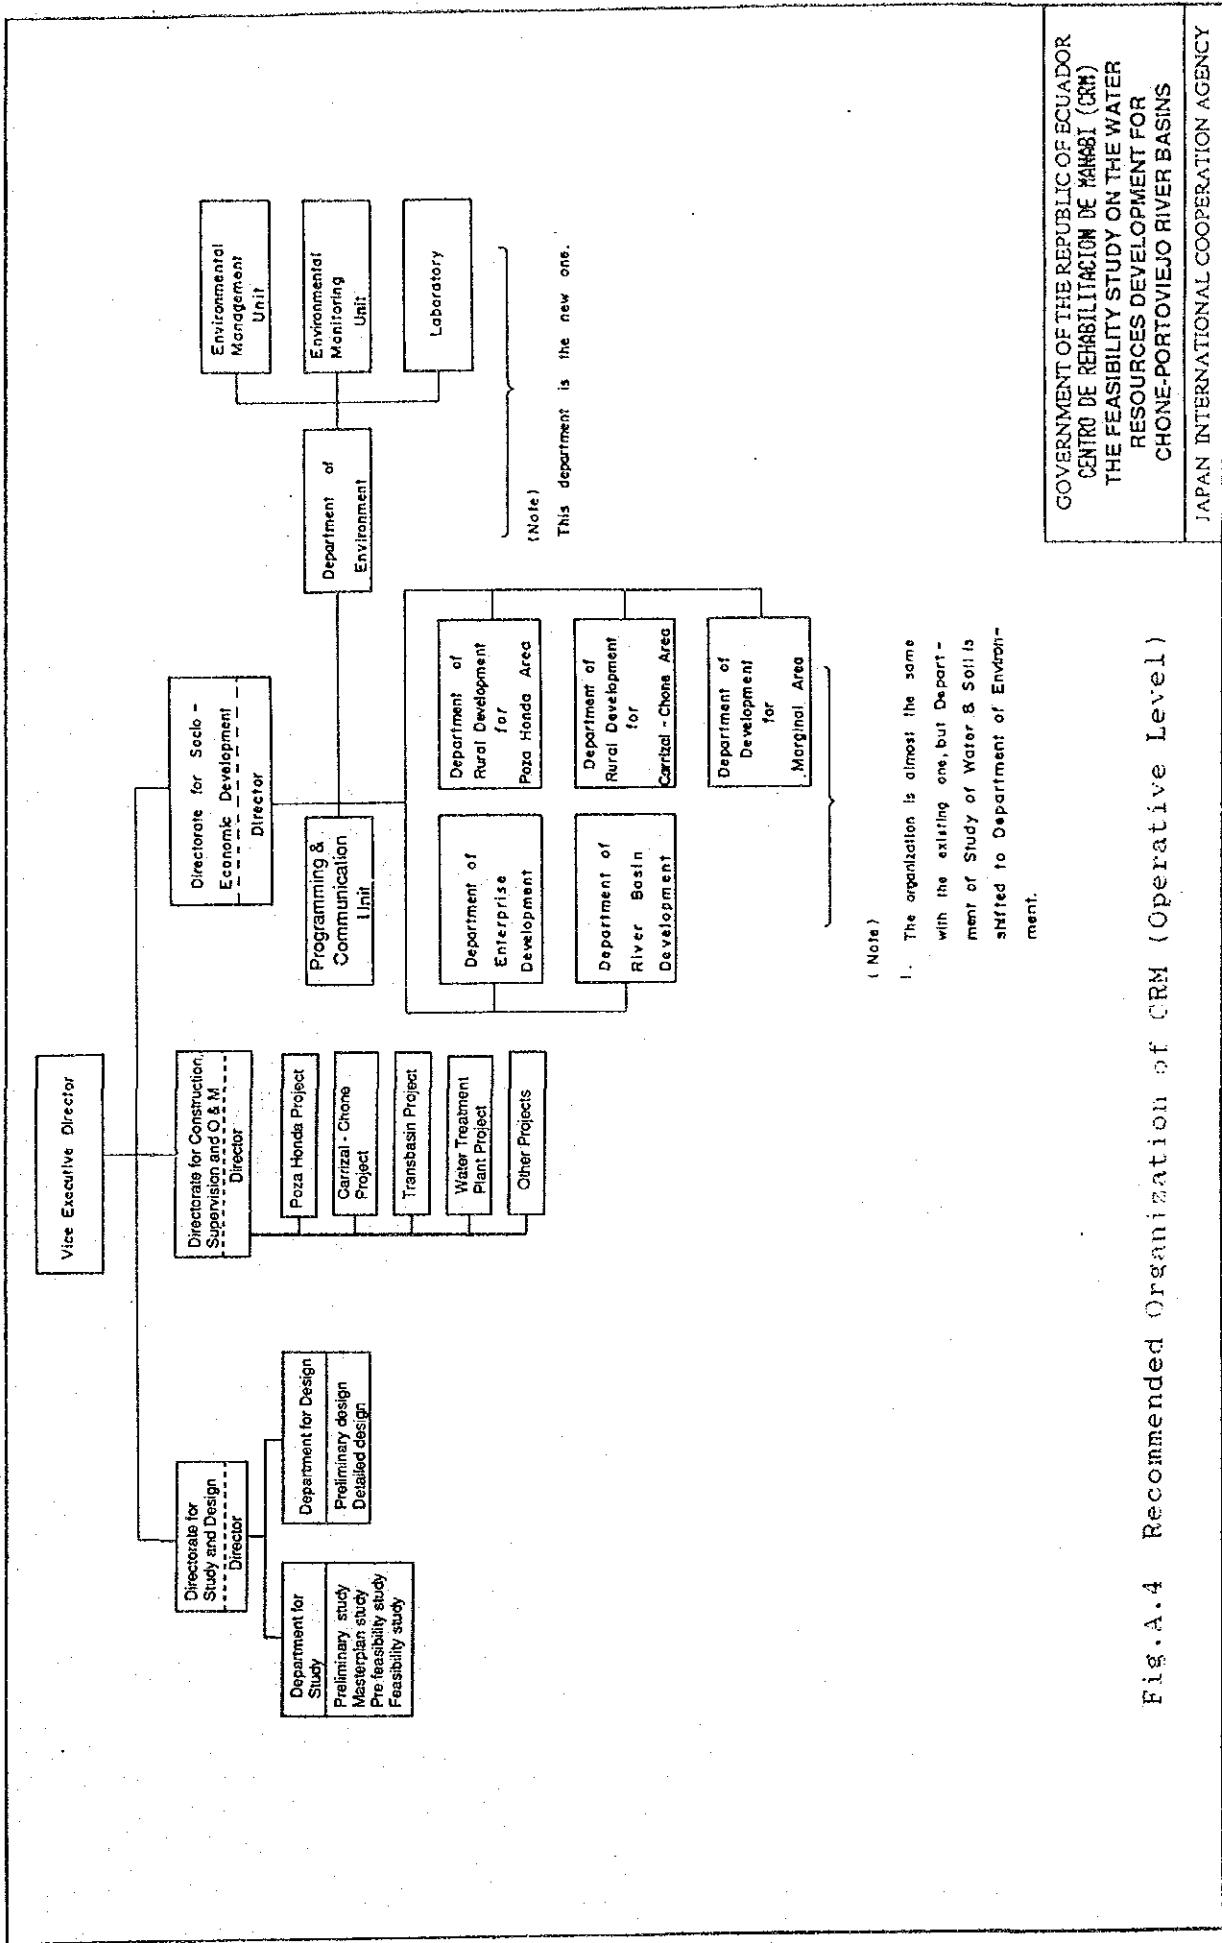 Vice Executive Director
Directorate for
Study and Design
Director
Department for
Study
Preliminary study
Masterplan study
Pre feasibility study
Feasibility study
Department for Design
Preliminary design
Detailed design
Directorate for Construction,
Supervision and O & M
Director
Poza Honda Project
Carrizal - Chone
Project
Transbasin Project
Water Treatment
Plant Project
Other Projects
Directorate for Socio -
Economic Development
Director
Programming &
Communication
Unit
Department of
Environment
Environmental
Management
Unit
Environmental
Monitoring
Unit
Laboratory
(Note)
This department is the new one.
Department of
Enterprise
Development
Department of
River Basin
Development
Department of
Rural Development
for
Poza Honda Area
Department of
Rural Development
for
Carrizal - Chone Area
Department of
Development
for
Marginal Area
(Note)
1. The organization is almost the same
with the existing one, but Depart-
ment of Study of Water & Soil is
shifted to Department of Environ-
ment.
Fig.A.4 Recommended Organization of CRM (Operative Level)
GOVERNMENT OF THE REPUBLIC OF ECUADOR
CENTRO DE REHABILITACION DE MANABI (CRM)
THE FEASIBILITY STUDY ON THE WATER
RESOURCES DEVELOPMENT FOR
CHONE-PORTOVIEJO RIVER BASINS
JAPAN INTERNATIONAL COOPERATION AGENCY